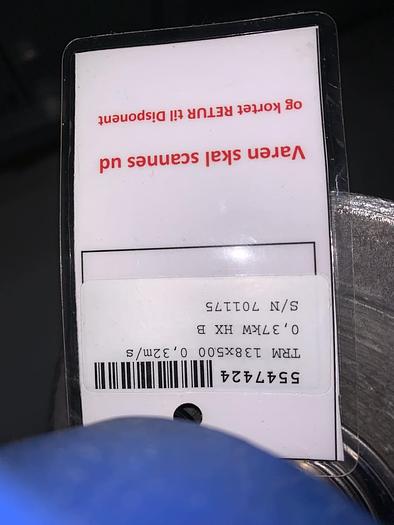 5547424
TRM 138x500 0,32m/s
0,37kW HX B
S/N 701175
Varen skal scannes ud
og kortet RETUR til Disponent